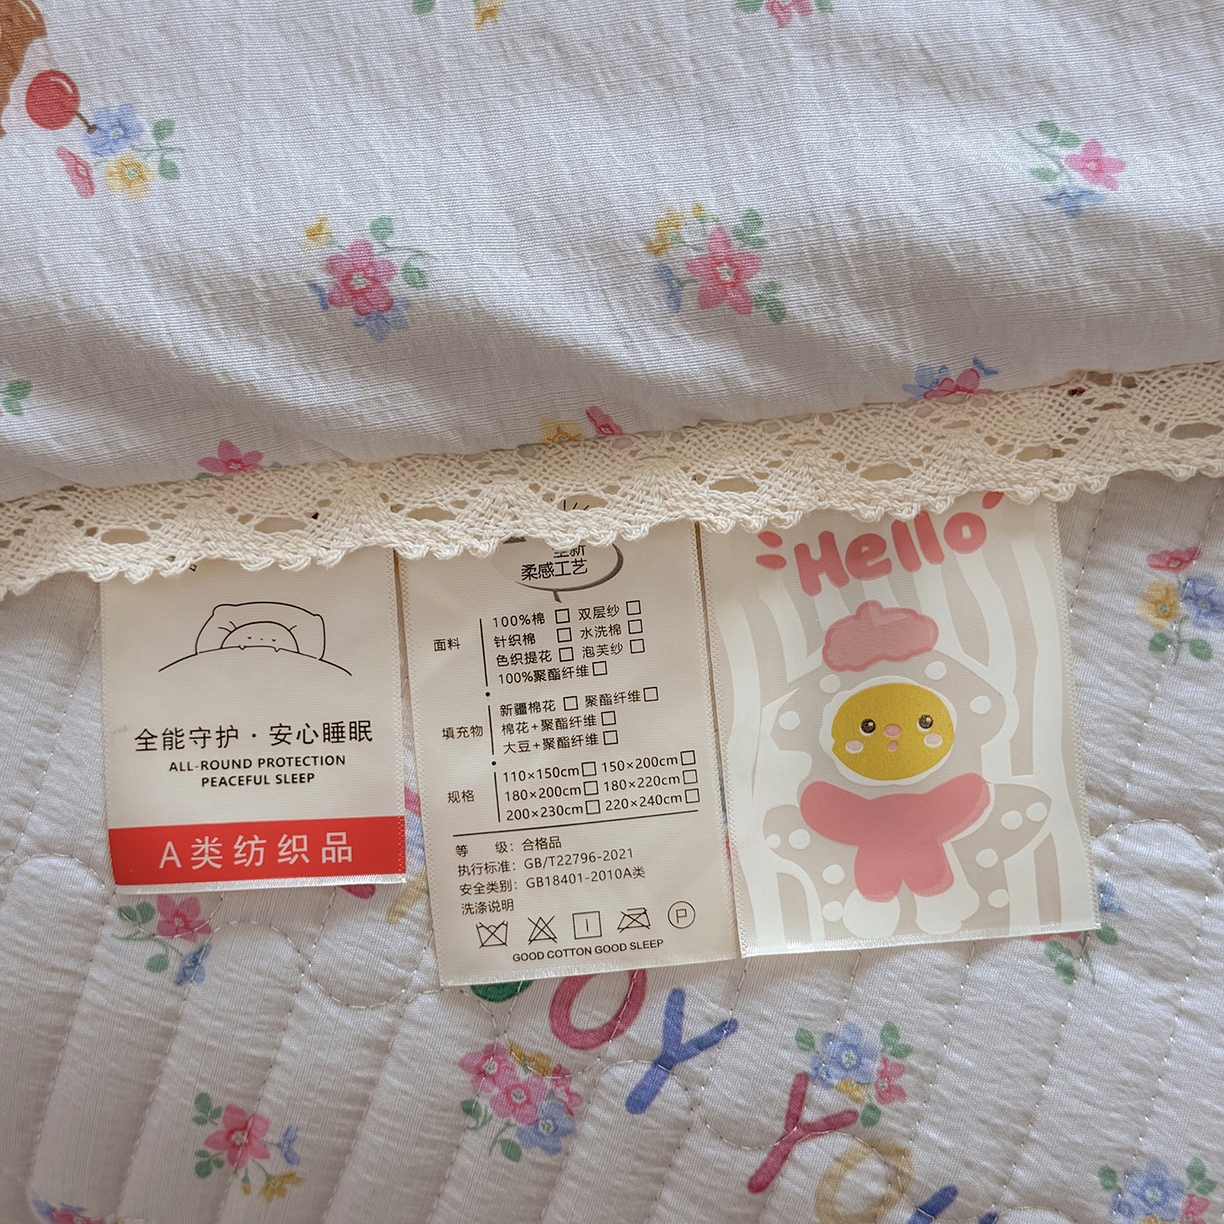 全能守护·安心睡眠
ALL-ROUND PROTECTION
PEACEFUL SLEEP
A类纺织品
全新
柔感工艺
面料
100%棉□ 双层纱□
针织棉□ 水洗棉□
色织提花□ 泡芙纱□
100%聚酯纤维□
填充物
新疆棉花□ 聚酯纤维□
棉花+聚酯纤维□
大豆+聚酯纤维□
规格
110×150cm□ 150×200cm□
180×200cm□ 180×220cm□
200×230cm□ 220×240cm□
等 级：合格品
执行标准：GB/T22796-2021
安全类别：GB18401-2010A类
洗涤说明
P
GOOD COTTON GOOD SLEEP
Hello
oy
yo